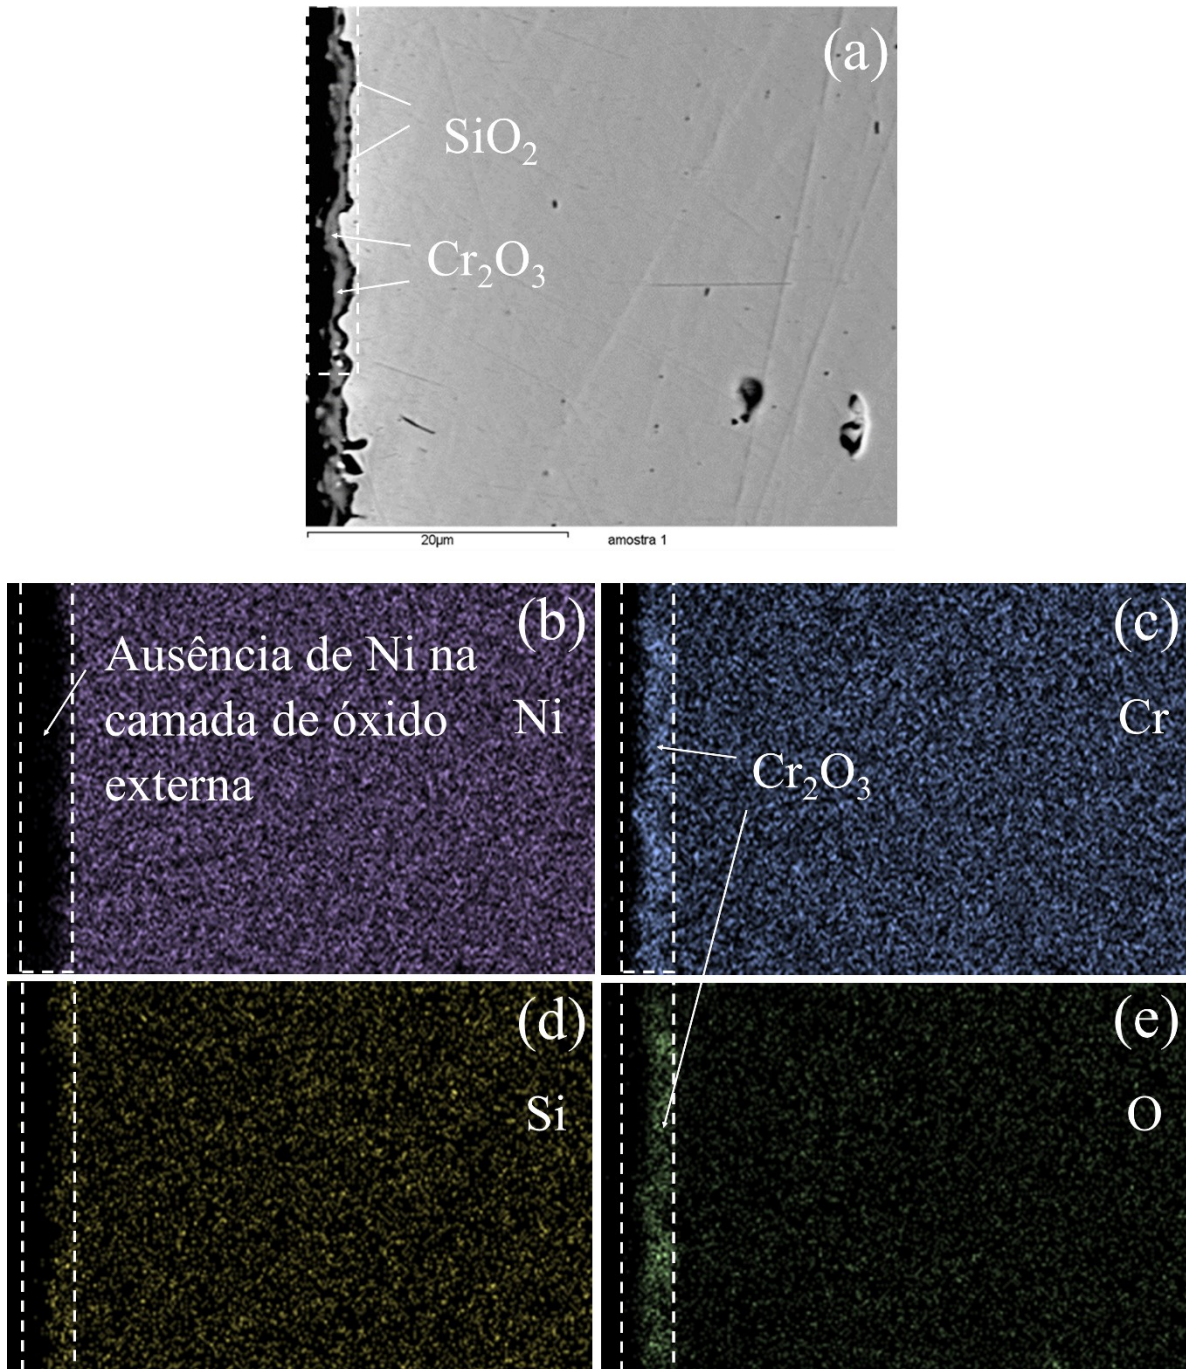 (a)
SiO₂
Cr₂O₃
20µm
amostra 1
(b)
Ausência de Ni na
camada de óxido
externa
Ni
(c)
Cr
Cr₂O₃
(d)
Si
(e)
O